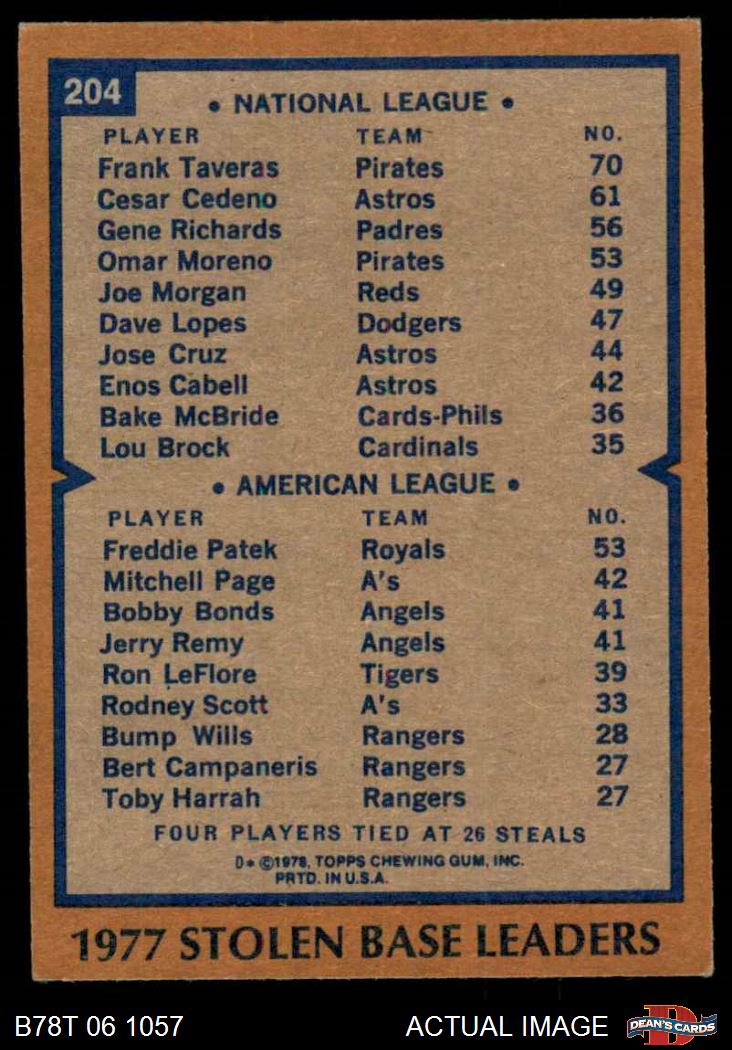 204
• NATIONAL LEAGUE •
PLAYER TEAM NO.
Frank Taveras Pirates 70
Cesar Cedeno Astros 61
Gene Richards Padres 56
Omar Moreno Pirates 53
Joe Morgan Reds 49
Dave Lopes Dodgers 47
Jose Cruz Astros 44
Enos Cabell Astros 42
Bake McBride Cards-Phils 36
Lou Brock Cardinals 35
• AMERICAN LEAGUE •
PLAYER TEAM NO.
Freddie Patek Royals 53
Mitchell Page A's 42
Bobby Bonds Angels 41
Jerry Remy Angels 41
Ron LeFlore Tigers 39
Rodney Scott A's 33
Bump Wills Rangers 28
Bert Campaneris Rangers 27
Toby Harrah Rangers 27
FOUR PLAYERS TIED AT 26 STEALS
D* ©1978, TOPPS CHEWING GUM, INC.
PRTD. IN U.S.A.
1977 STOLEN BASE LEADERS
B78T 06 1057 ACTUAL IMAGE DEAN'S CARDS